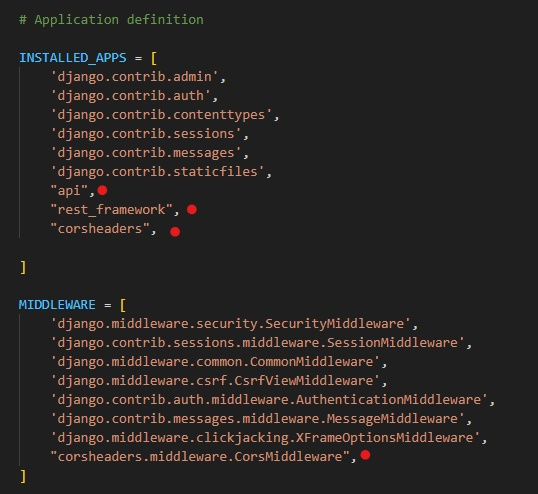 # Application definition
INSTALLED_APPS = [
'django.contrib.admin',
'django.contrib.auth',
'django.contrib.contenttypes',
'django.contrib.sessions',
'django.contrib.messages',
'django.contrib.staticfiles',
"api",
"rest_framework",
"corsheaders",
]
MIDDLEWARE = [
'django.middleware.security.SecurityMiddleware',
'django.contrib.sessions.middleware.SessionMiddleware',
'django.middleware.common.CommonMiddleware',
'django.middleware.csrf.CsrfViewMiddleware',
'django.contrib.auth.middleware.AuthenticationMiddleware',
'django.contrib.messages.middleware.MessageMiddleware',
'django.middleware.clickjacking.XFrameOptionsMiddleware',
"corsheaders.middleware.CorsMiddleware",
]